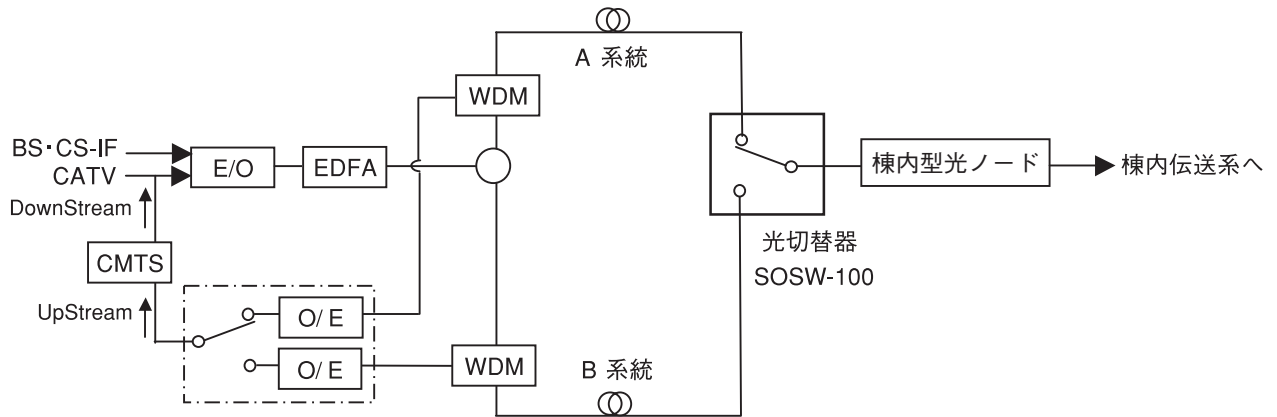 A 系統
WDM
BS・CS-IF
CATV
E/O
EDFA
棟内型光ノード
棟内伝送系へ
DownStream
光切替器
SOSW-100
CMTS
UpStream
O/E
O/E
WDM
B 系統